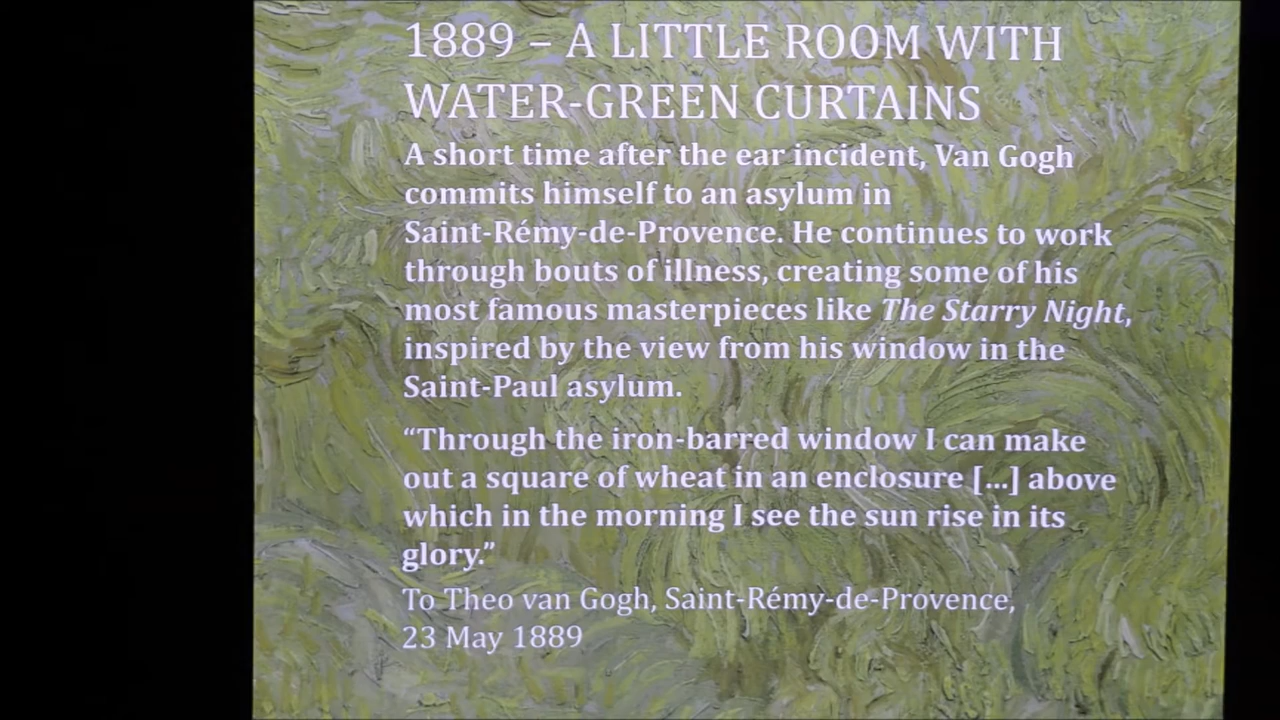 1889 – A LITTLE ROOM WITH
WATER-GREEN CURTAINS
A short time after the ear incident, Van Gogh
commits himself to an asylum in
Saint-Rémy-de-Provence. He continues to work
through bouts of illness, creating some of his
most famous masterpieces like The Starry Night,
inspired by the view from his window in the
Saint-Paul asylum.
“Through the iron-barred window I can make
out a square of wheat in an enclosure [...] above
which in the morning I see the sun rise in its
glory.”
To Theo van Gogh, Saint-Rémy-de-Provence,
23 May 1889